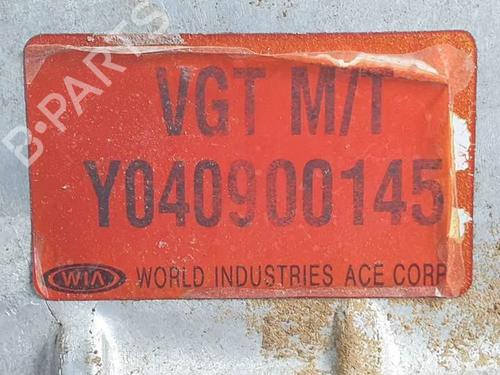 B-PARTS
VGT M/T
Y040900145
WIA WORLD INDUSTRIES ACE CORP